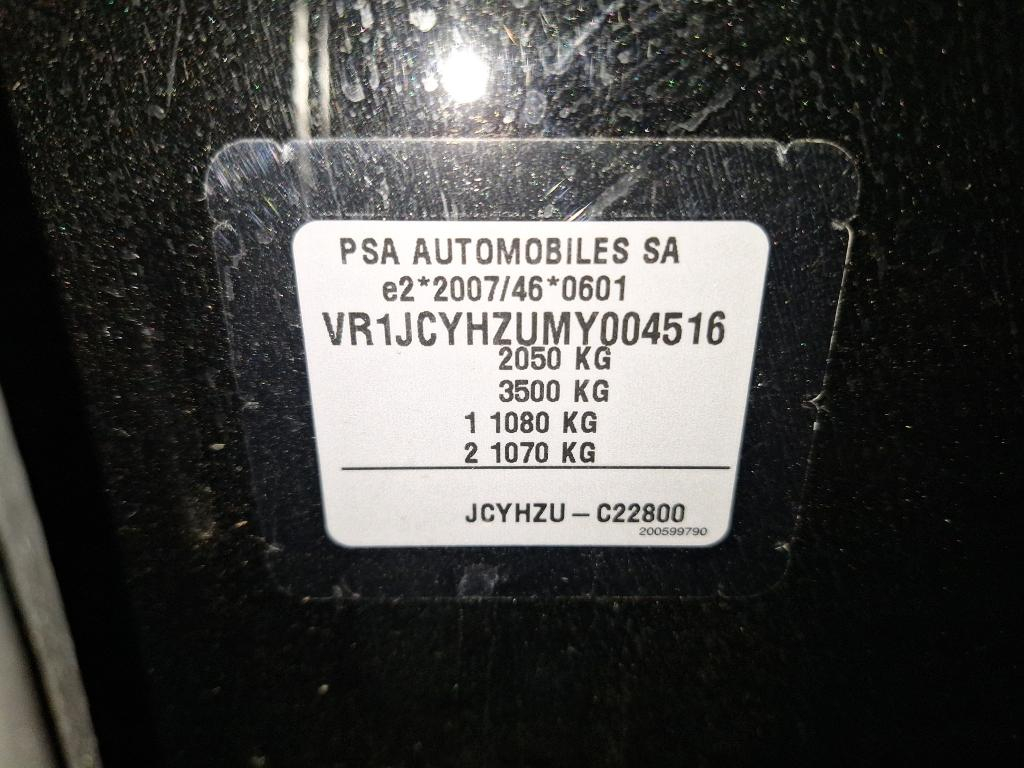 PSA AUTOMOBILES SA
e2*2007/46*0601
VR1JCYHZUMY004516
2050 KG
3500 KG
1 1080 KG
2 1070 KG
JCYHZU – C22800
200599790